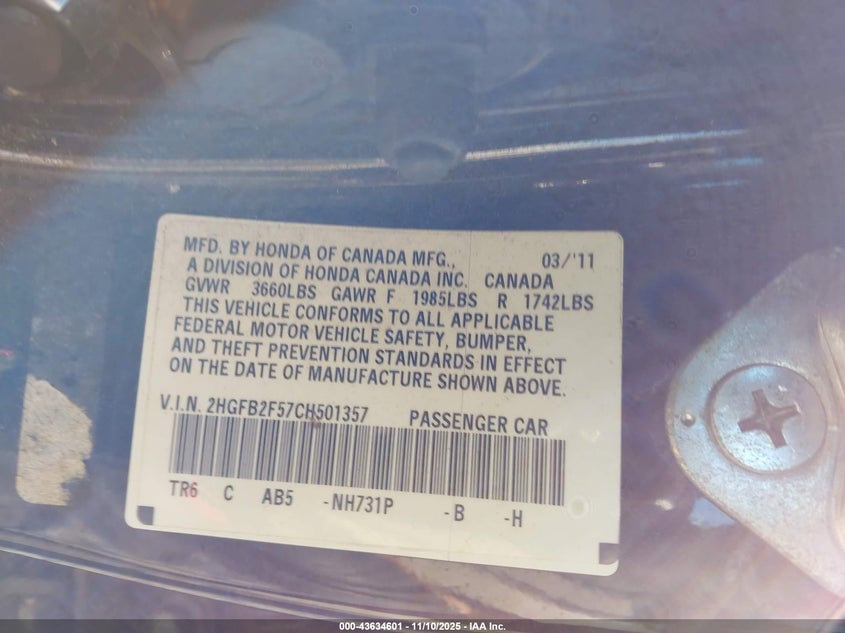 MFD. BY HONDA OF CANADA MFG., 03/'11
A DIVISION OF HONDA CANADA INC. CANADA
GVWR 3660LBS GAWR F 1985LBS R 1742LBS
THIS VEHICLE CONFORMS TO ALL APPLICABLE
FEDERAL MOTOR VEHICLE SAFETY, BUMPER,
AND THEFT PREVENTION STANDARDS IN EFFECT
ON THE DATE OF MANUFACTURE SHOWN ABOVE.
V.I.N. 2HGFB2F57CH501357 PASSENGER CAR
TR6 C AB5 -NH731P -B -H
000-43634601 - 11/10/2025 - IAA Inc.